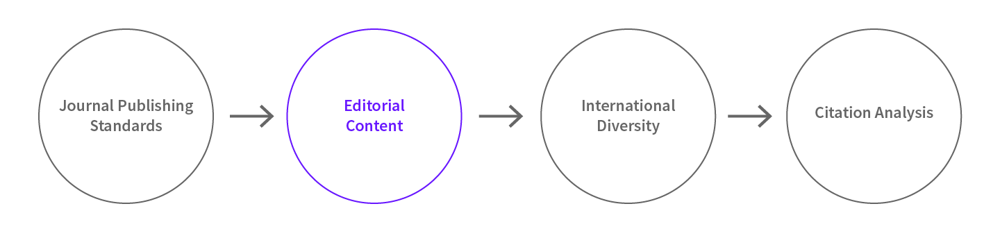 Journal Publishing
Standards
Editorial
Content
International
Diversity
Citation Analysis